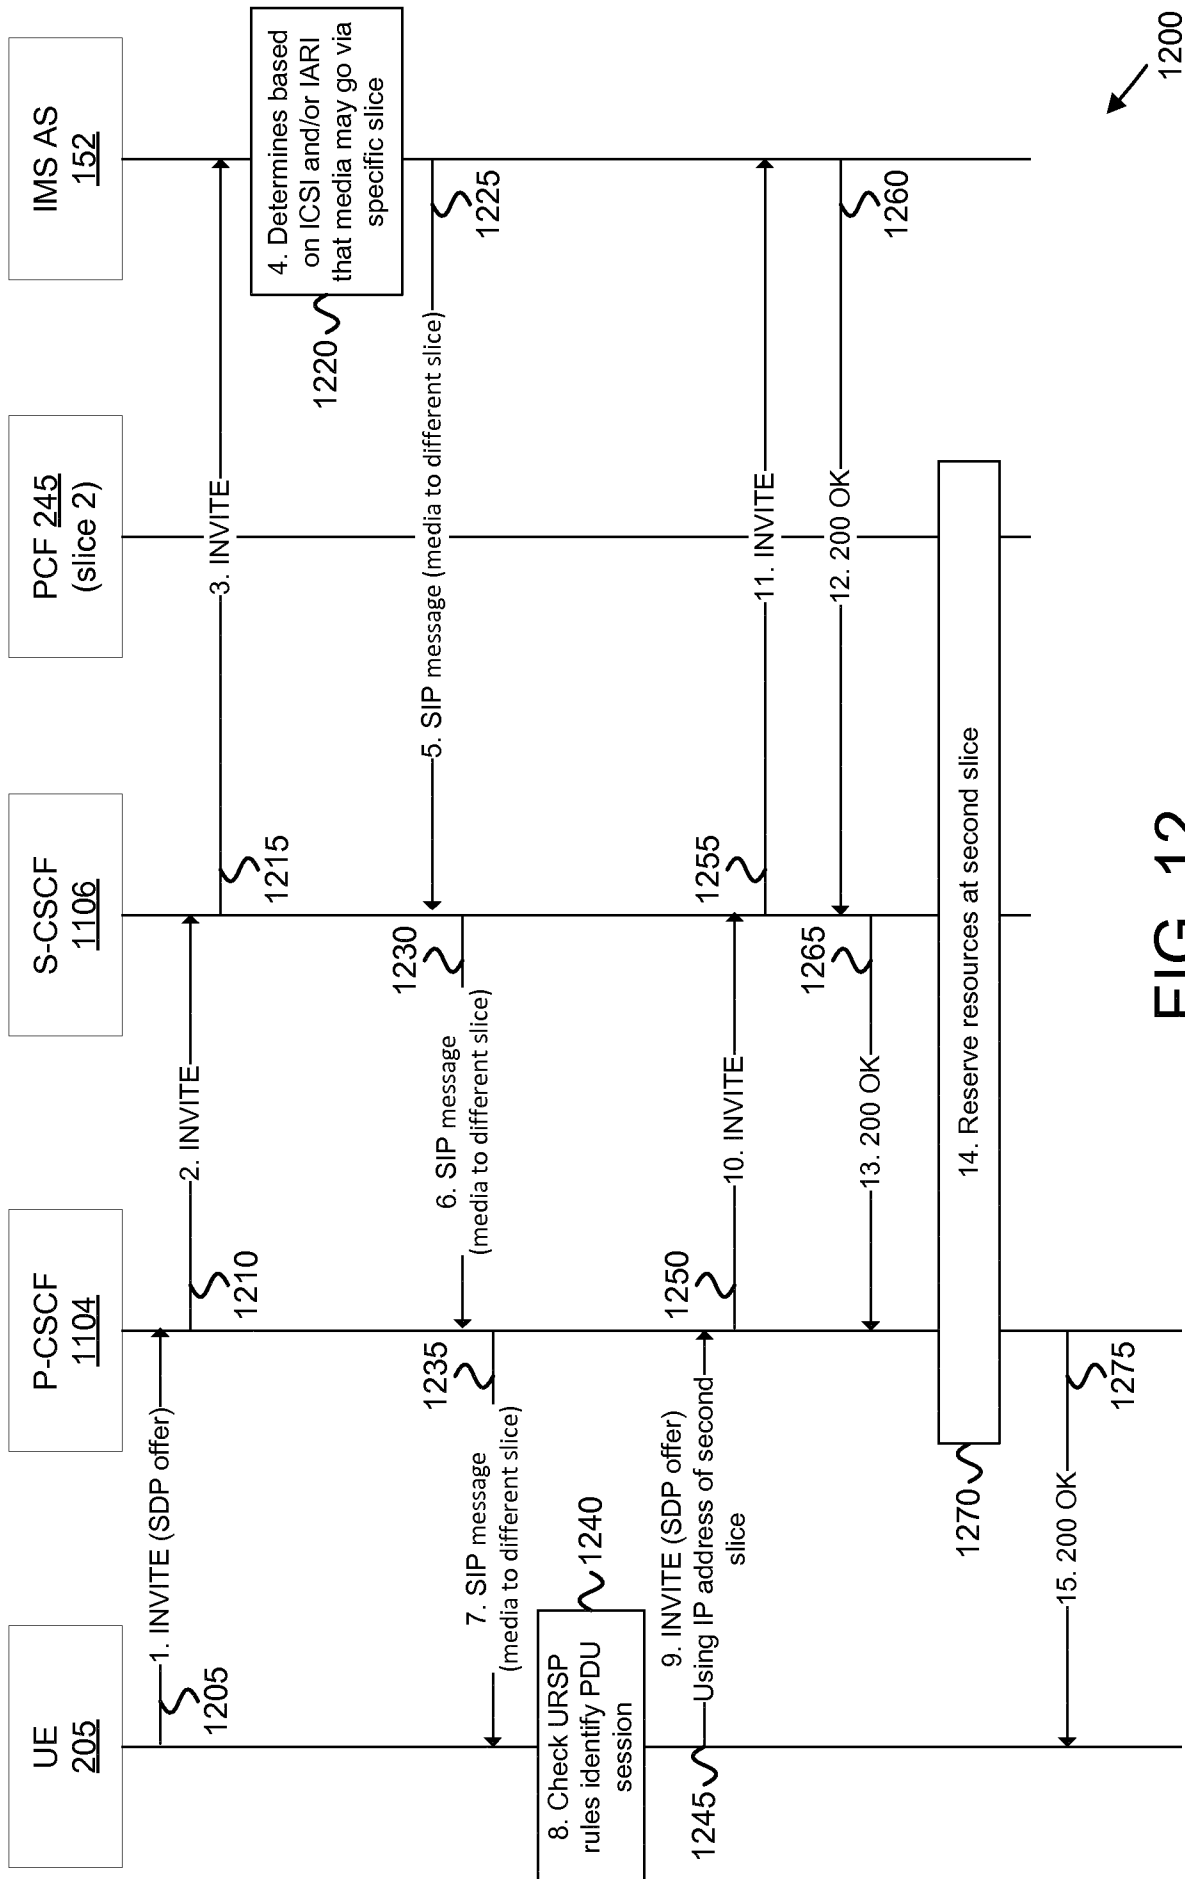 UE
205
P-CSCF
1104
S-CSCF
1106
PCF 245
(slice 2)
IMS AS
152
1. INVITE (SDP offer)
1205
2. INVITE
1210
3. INVITE
1215
4. Determines based
on ICSI and/or IARI
that media may go via
specific slice
1220
5. SIP message (media to different slice)
1225
6. SIP message
(media to different slice)
1230
7. SIP message
(media to different slice)
1235
8. Check URSP
rules identify PDU
session
1240
9. INVITE (SDP offer)
Using IP address of second
slice
1245
10. INVITE
1250
11. INVITE
1255
12. 200 OK
1260
13. 200 OK
1265
14. Reserve resources at second slice
1270
15. 200 OK
1275
1200
FIG. 12